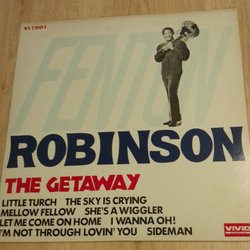 VS 7001
FENTON
ROBINSON
THE GETAWAY
LITTLE TURCH THE SKY IS CRYING
MELLOW FELLOW SHE'S A WIGGLER
LET ME COME ON HOME I WANNA OH!
I'M NOT THROUGH LOVIN' YOU SIDEMAN
VIVID